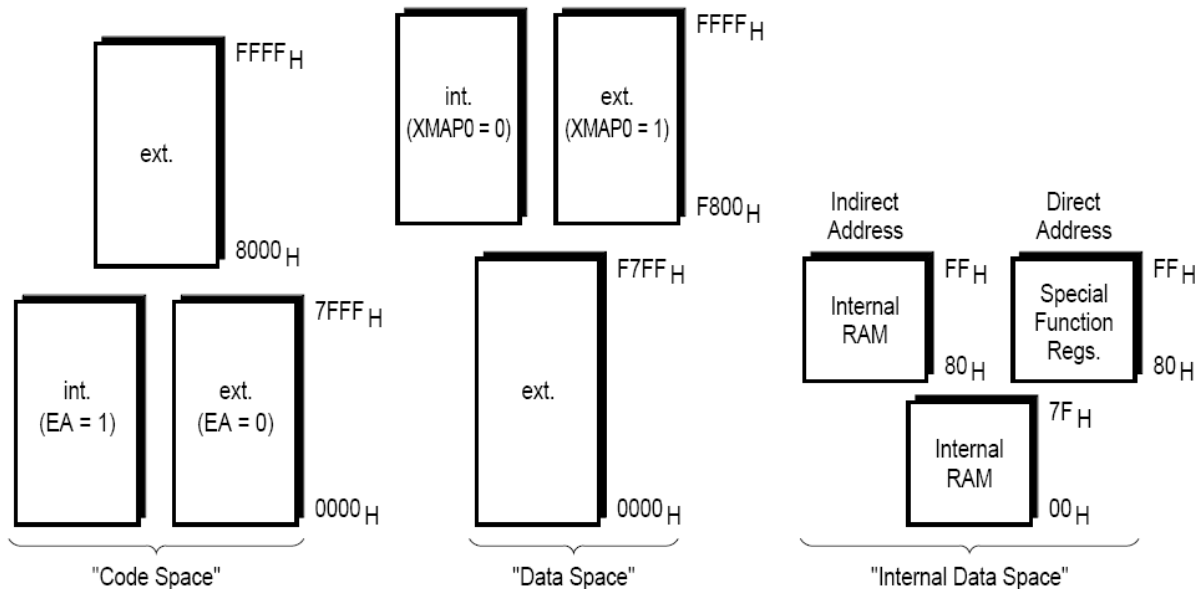 FFFF H
ext.
8000 H
int.
(EA = 1)
ext.
(EA = 0)
7FFF H
0000 H
"Code Space"
int.
(XMAP0 = 0)
ext.
(XMAP0 = 1)
FFFF H
F800 H
ext.
F7FF H
0000 H
"Data Space"
Indirect
Address
Direct
Address
Internal
RAM
FF H
80 H
Special
Function
Regs.
FF H
80 H
Internal
RAM
7F H
00 H
"Internal Data Space"